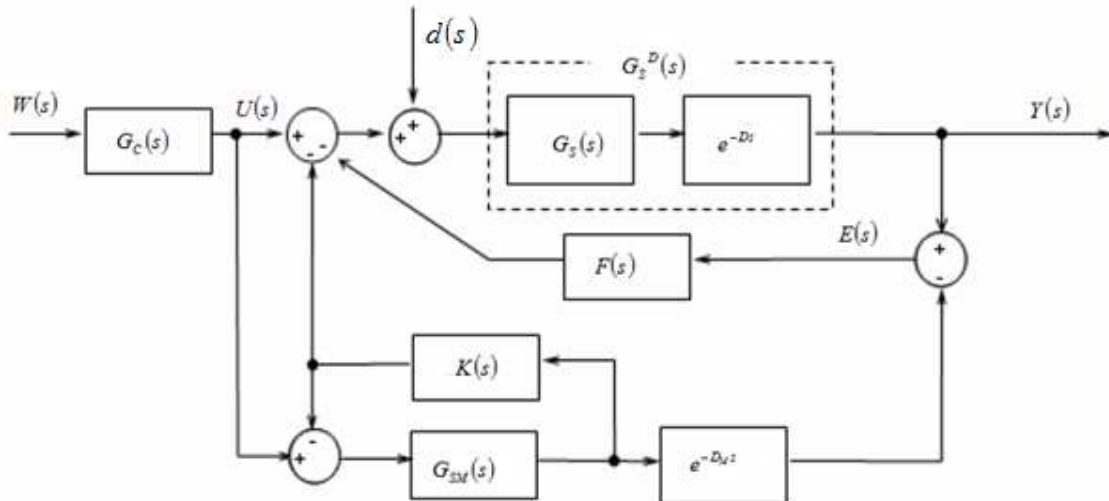 d(s)
G_S^D(s)
W(s)
U(s)
Y(s)
+
-
-
+
+
G_C(s)
G_S(s)
e^{-Ds}
E(s)
+
-
F(s)
K(s)
-
+
G_{SM}(s)
e^{-D_M s}